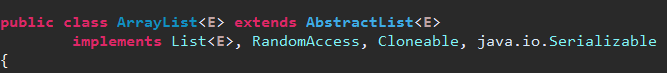 public class ArrayList<E> extends AbstractList<E>
implements List<E>, RandomAccess, Cloneable, java.io.Serializable
{